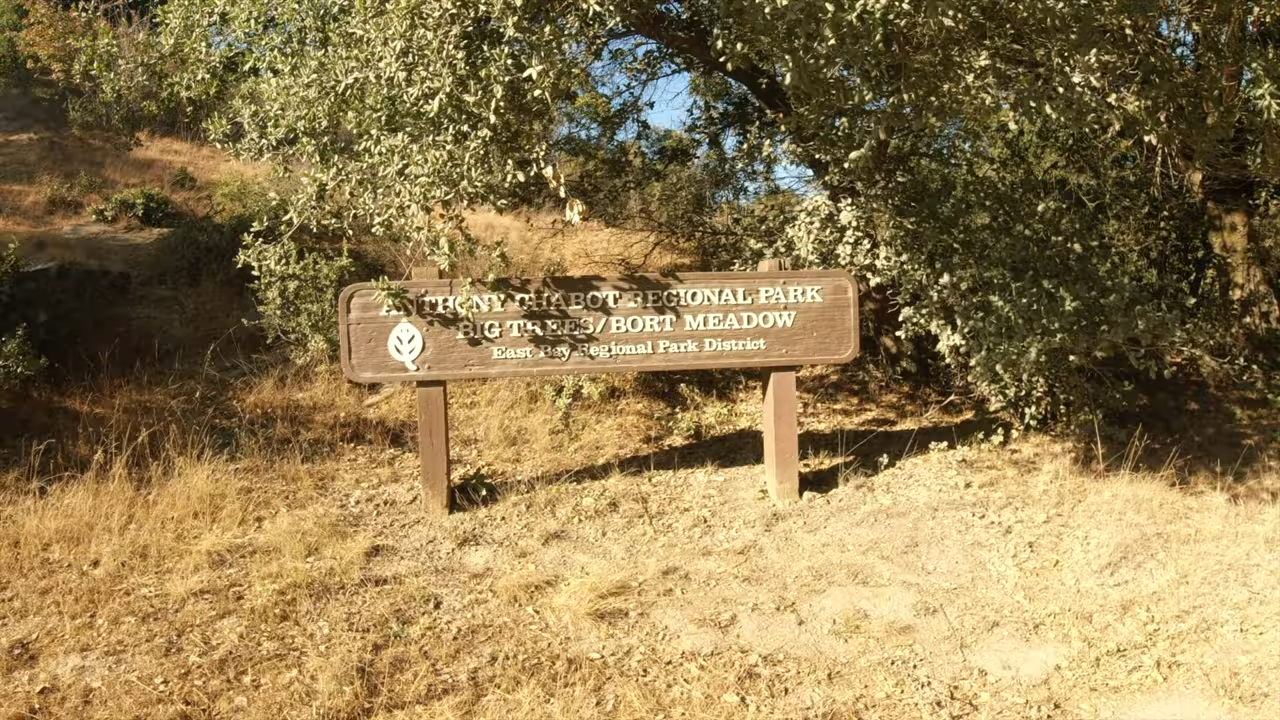 ANTHONY CHABOT REGIONAL PARK
BIG TREES/BORT MEADOW
East Bay Regional Park District